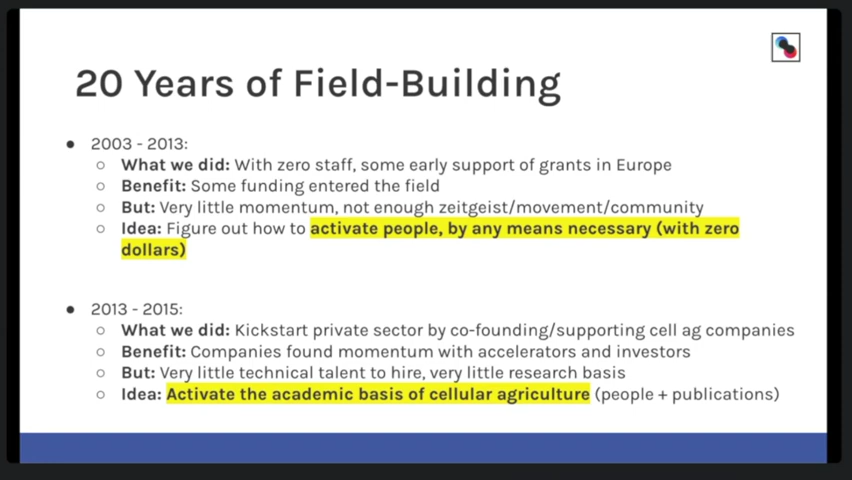 20 Years of Field-Building
● 2003 - 2013:
○ What we did: With zero staff, some early support of grants in Europe
○ Benefit: Some funding entered the field
○ But: Very little momentum, not enough zeitgeist/movement/community
○ Idea: Figure out how to activate people, by any means necessary (with zero
dollars)
● 2013 - 2015:
○ What we did: Kickstart private sector by co-founding/supporting cell ag companies
○ Benefit: Companies found momentum with accelerators and investors
○ But: Very little technical talent to hire, very little research basis
○ Idea: Activate the academic basis of cellular agriculture (people + publications)